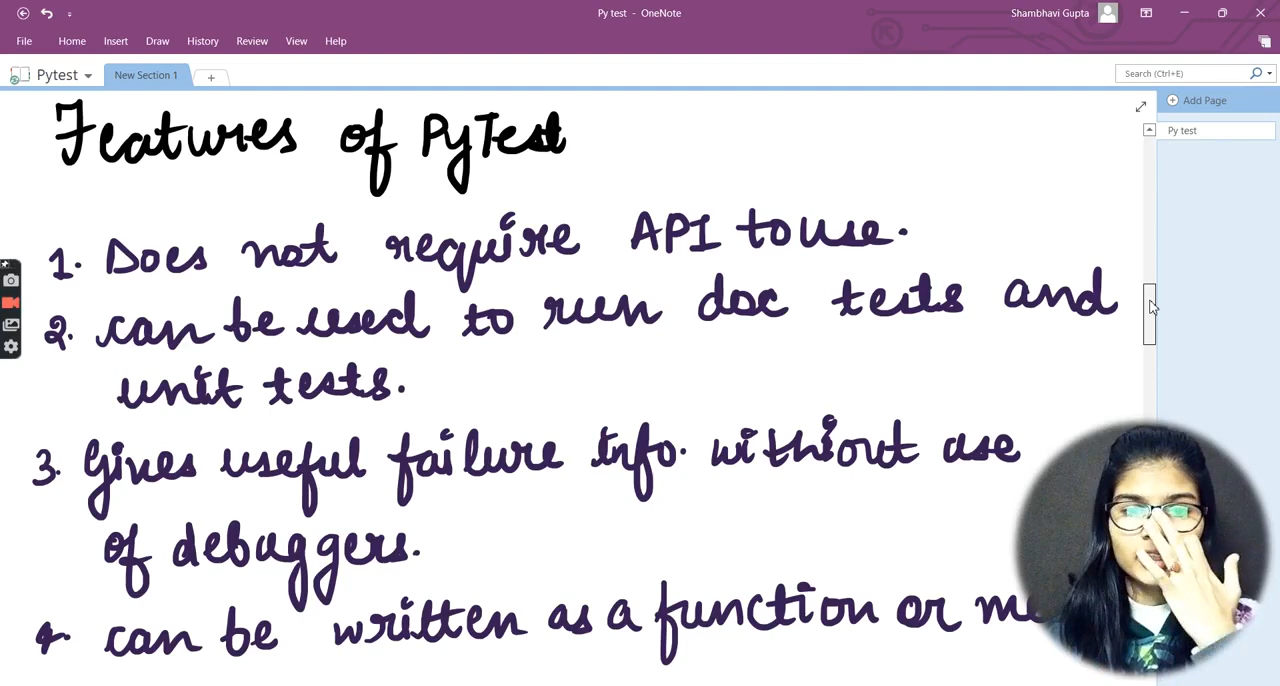 Py test - OneNote
Shambhavi Gupta
File Home Insert Draw History Review View Help
Pytest
New Section 1
+
Search (Ctrl+E)
Add Page
Py test
Features of PyTest
1. Does not require API to use.
2. can be used to run doc tests and
unit tests.
3. Gives useful failure info. without use
of debuggers.
4. can be written as a function or me